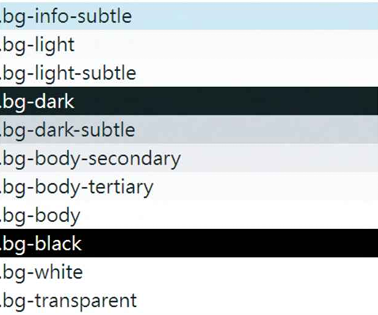 .bg-info-subtle
.bg-light
.bg-light-subtle
.bg-dark
.bg-dark-subtle
.bg-body-secondary
.bg-body-tertiary
.bg-body
.bg-black
.bg-white
.bg-transparent